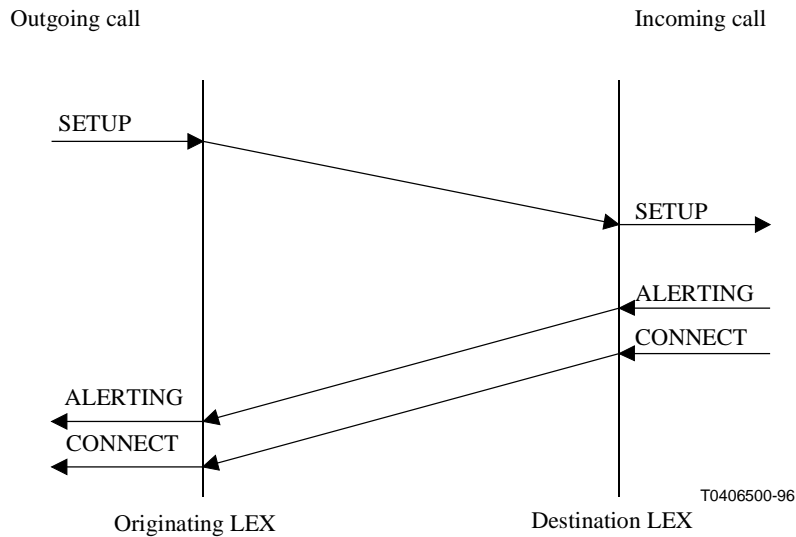 Outgoing call
Incoming call
SETUP
SETUP
ALERTING
CONNECT
ALERTING
CONNECT
T0406500-96
Originating LEX
Destination LEX